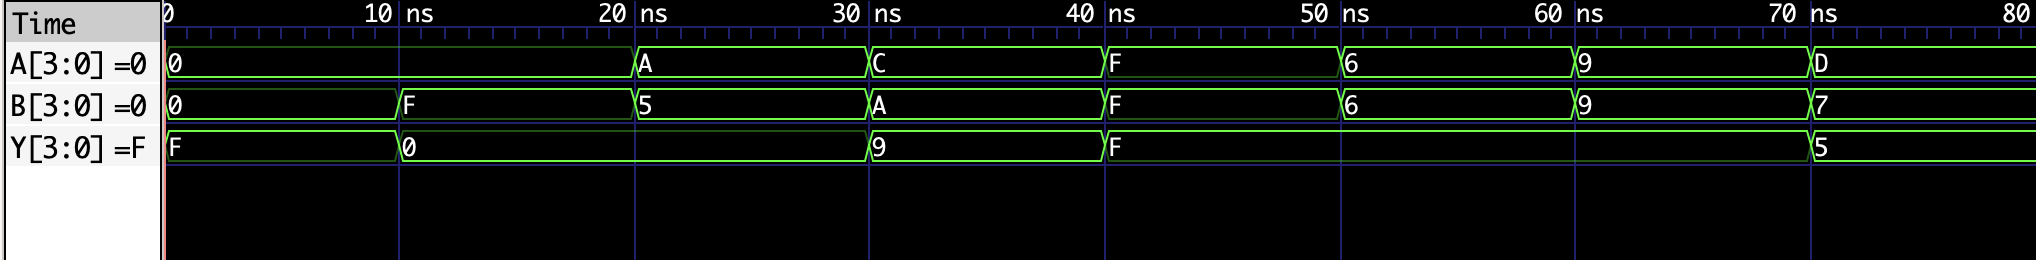 Time 0 10 ns 20 ns 30 ns 40 ns 50 ns 60 ns 70 ns 80
A[3:0] =0 0 A C F 6 9 D
B[3:0] =0 0 F 5 A F 6 9 7
Y[3:0] =F F 0 9 F 5